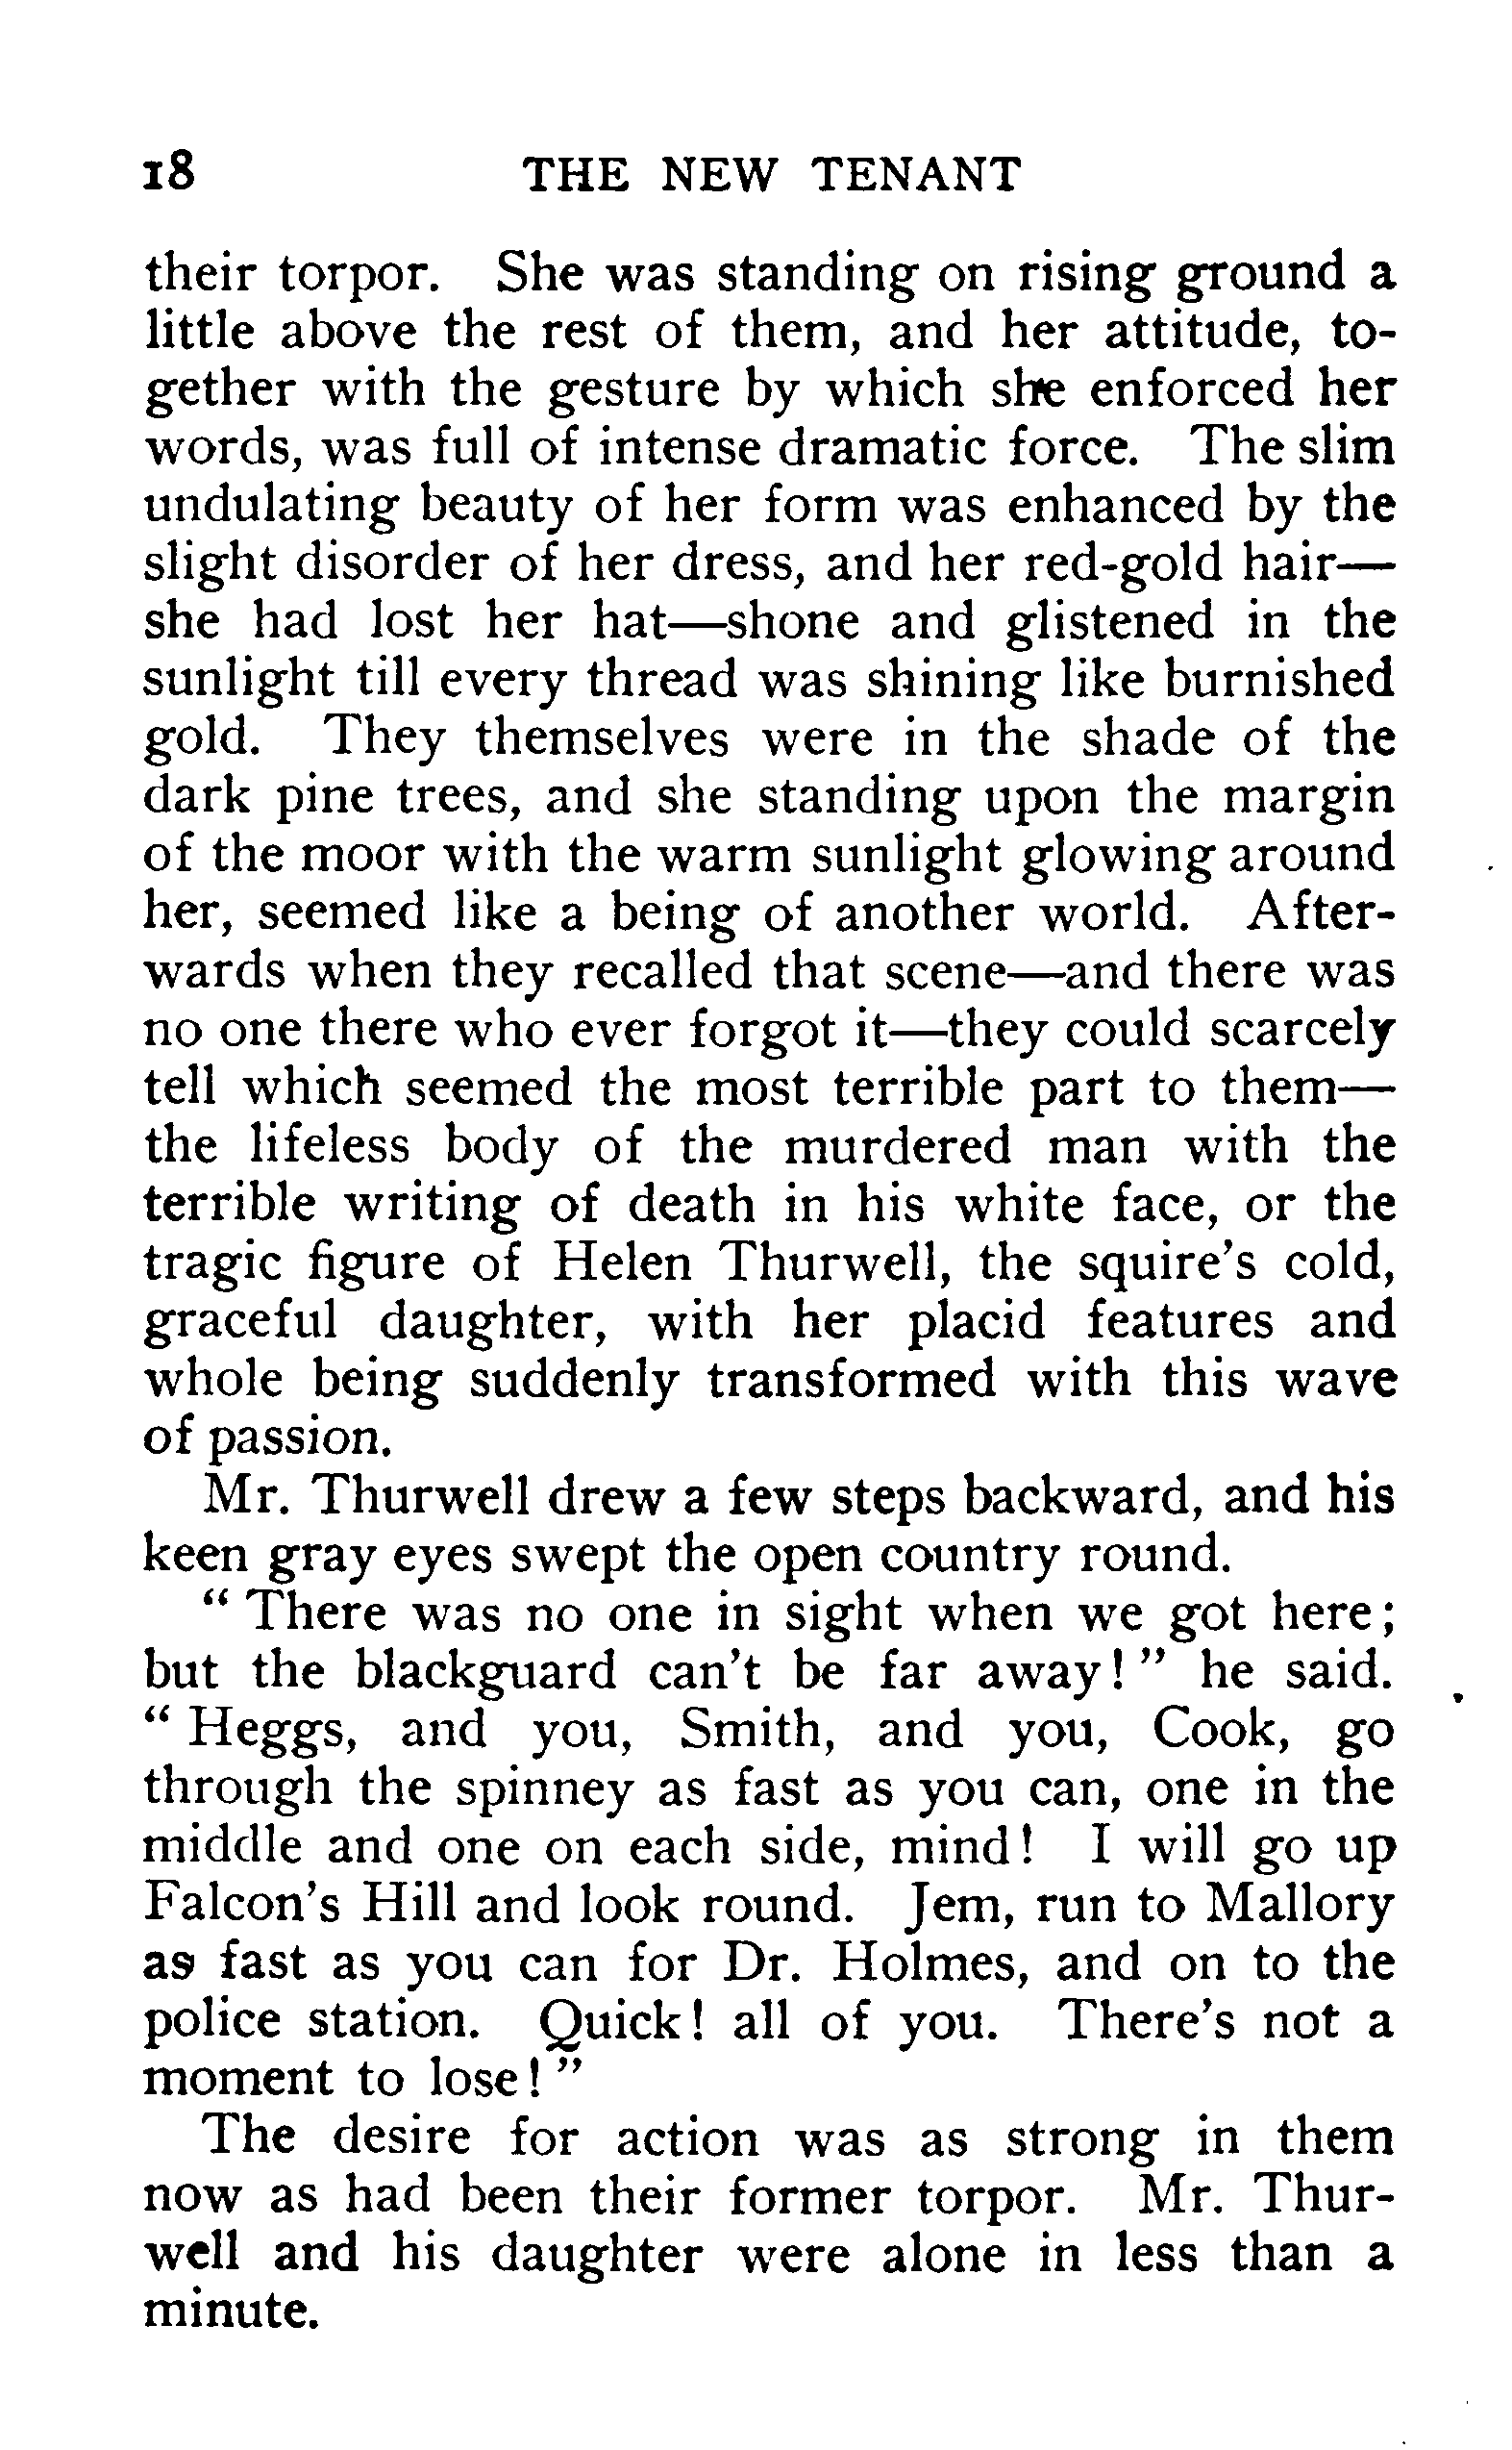 18 THE NEW TENANT
their torpor. She was standing on rising ground a
little above the rest of them, and her attitude, to-
gether with the gesture by which she enforced her
words, was full of intense dramatic force. The slim
undulating beauty of her form was enhanced by the
slight disorder of her dress, and her red-gold hair—
she had lost her hat—shone and glistened in the
sunlight till every thread was shining like burnished
gold. They themselves were in the shade of the
dark pine trees, and she standing upon the margin
of the moor with the warm sunlight glowing around
her, seemed like a being of another world. After-
wards when they recalled that scene—and there was
no one there who ever forgot it—they could scarcely
tell which seemed the most terrible part to them—
the lifeless body of the murdered man with the
terrible writing of death in his white face, or the
tragic figure of Helen Thurwell, the squire's cold,
graceful daughter, with her placid features and
whole being suddenly transformed with this wave
of passion.
Mr. Thurwell drew a few steps backward, and his
keen gray eyes swept the open country round.
" There was no one in sight when we got here;
but the blackguard can't be far away! " he said.
" Heggs, and you, Smith, and you, Cook, go
through the spinney as fast as you can, one in the
middle and one on each side, mind! I will go up
Falcon's Hill and look round. Jem, run to Mallory
as fast as you can for Dr. Holmes, and on to the
police station. Quick! all of you. There's not a
moment to lose! "
The desire for action was as strong in them
now as had been their former torpor. Mr. Thur-
well and his daughter were alone in less than a
minute.